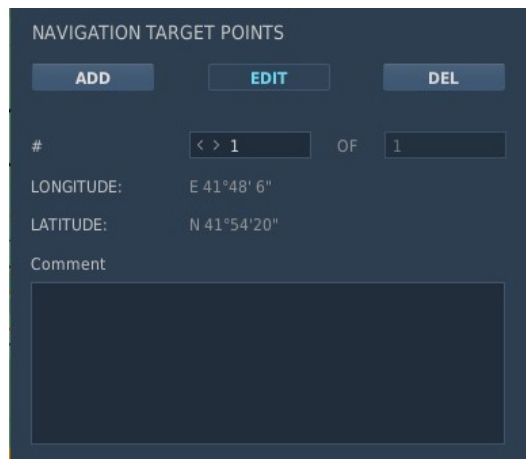 NAVIGATION TARGET POINTS
ADD EDIT DEL
# < > 1 OF 1
LONGITUDE: E 41°48' 6"
LATITUDE: N 41°54'20"
Comment